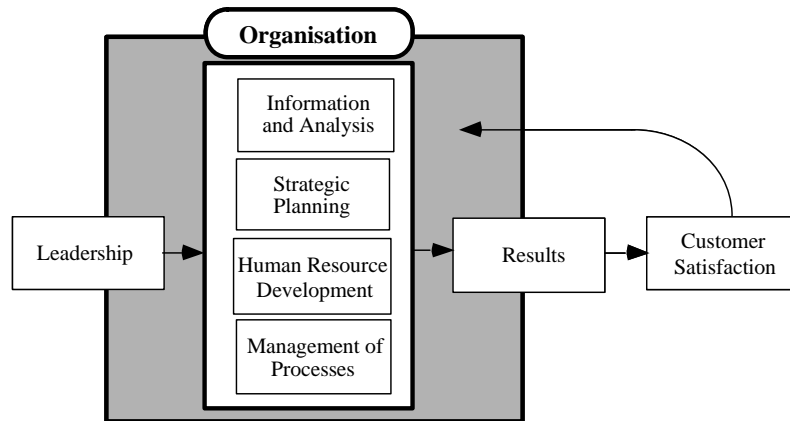 Organisation
Information
and Analysis
Strategic
Planning
Leadership
Human Resource
Development
Management of
Processes
Results
Customer
Satisfaction